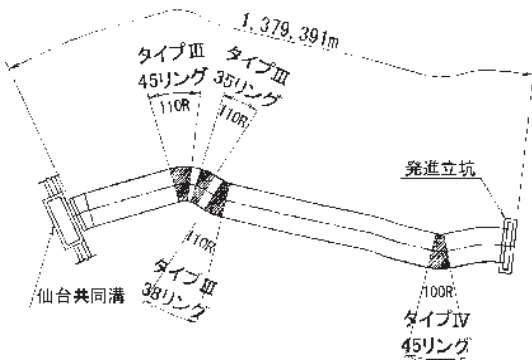 1,379,391m
タイプⅢ
45リング
110R
タイプⅢ
35リング
110R
発進立坑
110R
タイプⅢ
38リング
仙台共同溝
100R
タイプⅣ
45リング